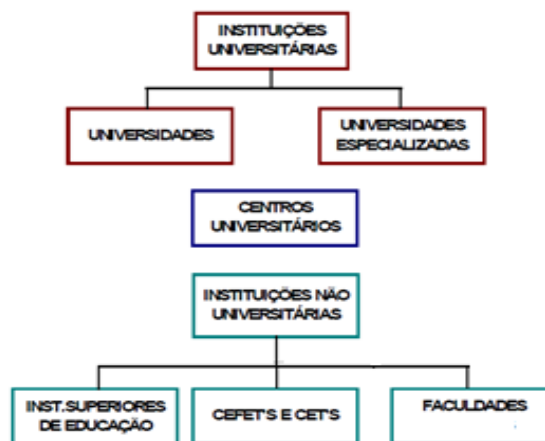 INSTITUIÇÕES
UNIVERSITÁRIAS
UNIVERSIDADES
UNIVERSIDADES
ESPECIALIZADAS
CENTROS
UNIVERSITÁRIOS
INSTITUIÇÕES NÃO
UNIVERSITÁRIAS
INST.SUPERIORES
DE EDUCAÇÃO
CEFET'S E CET'S
FACULDADES